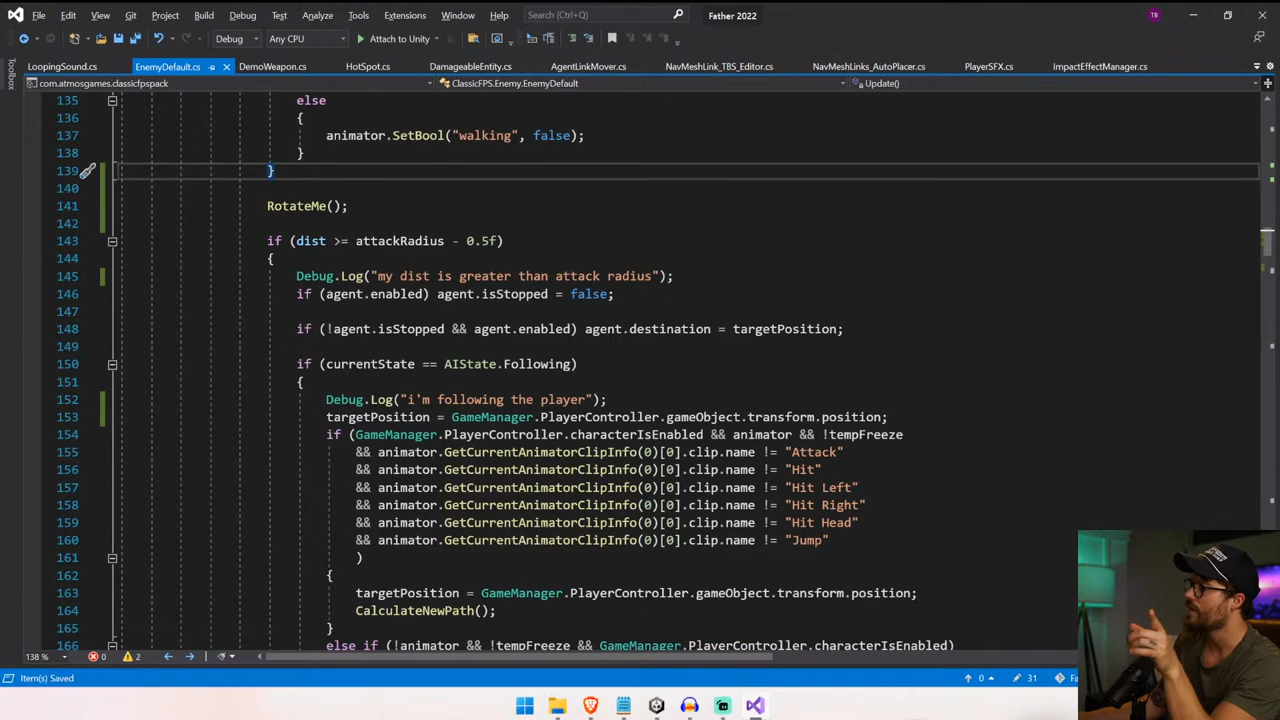 File Edit View Git Project Build Debug Test Analyze Tools Extensions Window Help Search (Ctrl+Q) Father 2022 TB
Debug Any CPU Attach to Unity
Toolbox
LoopingSound.cs EnemyDefault.cs DemoWeapon.cs HotSpot.cs DamageableEntity.cs AgentLinkMover.cs NavMeshLink_TBS_Editor.cs NavMeshLinks_AutoPlacer.cs PlayerSFX.cs ImpactEffectManager.cs
com.atmosgames.classicfpspack ClassicFPS.Enemy.EnemyDefault Update()
135 else
136 {
137 animator.SetBool("walking", false);
138 }
139 }
140
141 RotateMe();
142
143 if (dist >= attackRadius - 0.5f)
144 {
145 Debug.Log("my dist is greater than attack radius");
146 if (agent.enabled) agent.isStopped = false;
147
148 if (!agent.isStopped && agent.enabled) agent.destination = targetPosition;
149
150 if (currentState == AIState.Following)
151 {
152 Debug.Log("i'm following the player");
153 targetPosition = GameManager.PlayerController.gameObject.transform.position;
154 if (GameManager.PlayerController.characterIsEnabled && animator && !tempFreeze
155 && animator.GetCurrentAnimatorClipInfo(0)[0].clip.name != "Attack"
156 && animator.GetCurrentAnimatorClipInfo(0)[0].clip.name != "Hit"
157 && animator.GetCurrentAnimatorClipInfo(0)[0].clip.name != "Hit Left"
158 && animator.GetCurrentAnimatorClipInfo(0)[0].clip.name != "Hit Right"
159 && animator.GetCurrentAnimatorClipInfo(0)[0].clip.name != "Hit Head"
160 && animator.GetCurrentAnimatorClipInfo(0)[0].clip.name != "Jump"
161 )
162 {
163 targetPosition = GameManager.PlayerController.gameObject.transform.position;
164 CalculateNewPath();
165 }
166 else if (!animator && !tempFreeze && GameManager.PlayerController.characterIsEnabled)
138 % 0 2
Item(s) Saved 0 31